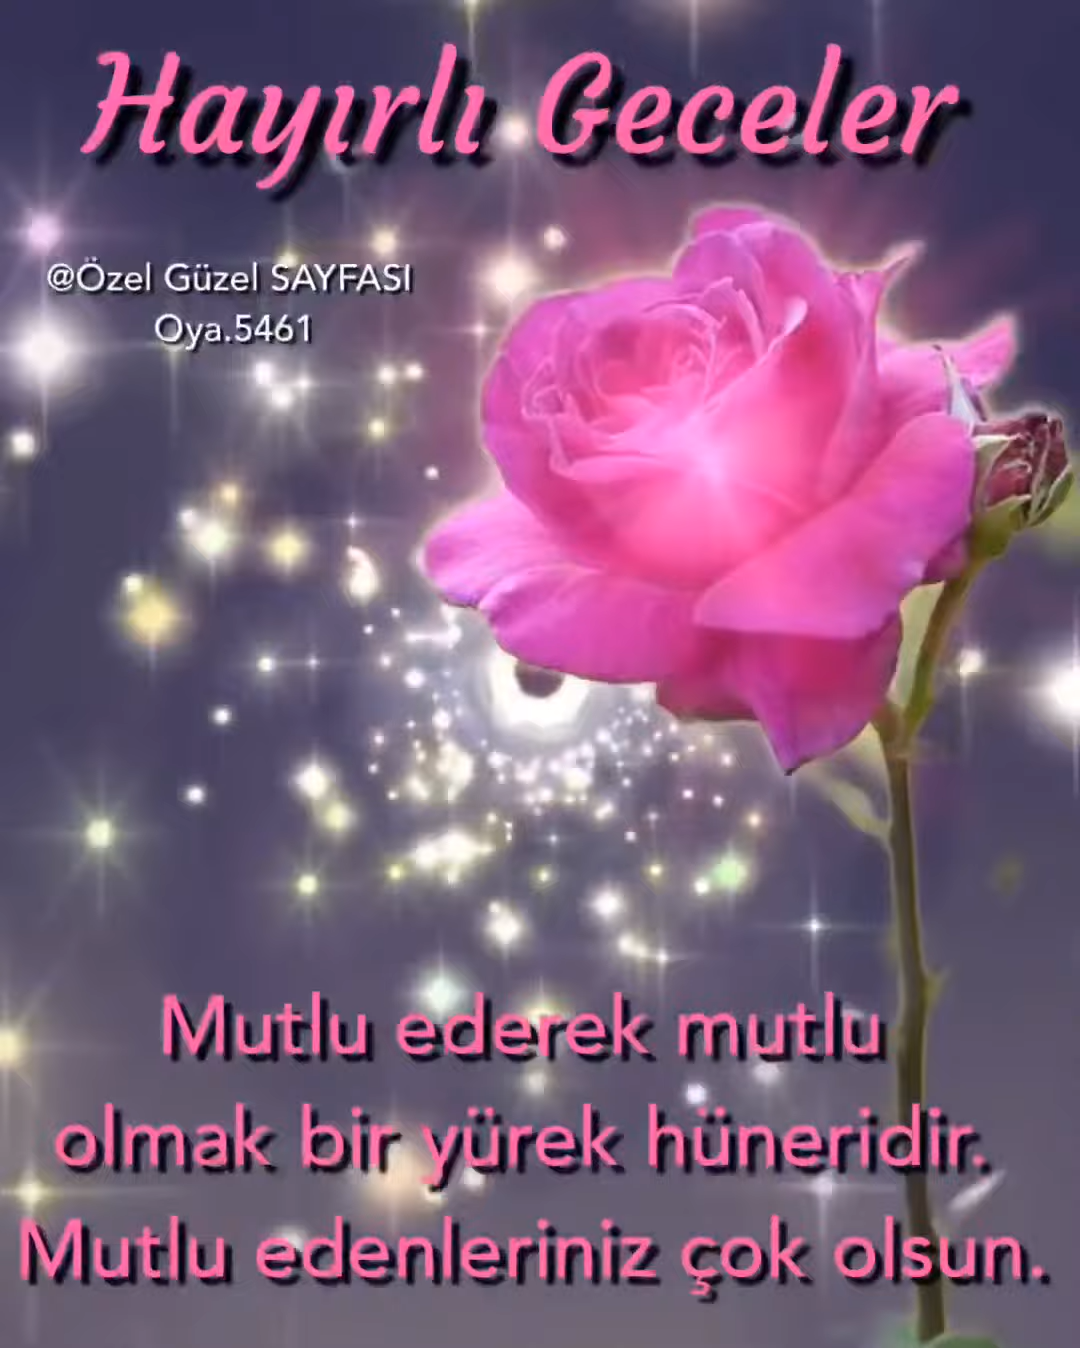 Hayırlı Geceler
@Özel Güzel SAYFASI
Oya.5461
Mutlu ederek mutlu
olmak bir yürek hüneridir.
Mutlu edenleriniz çok olsun.